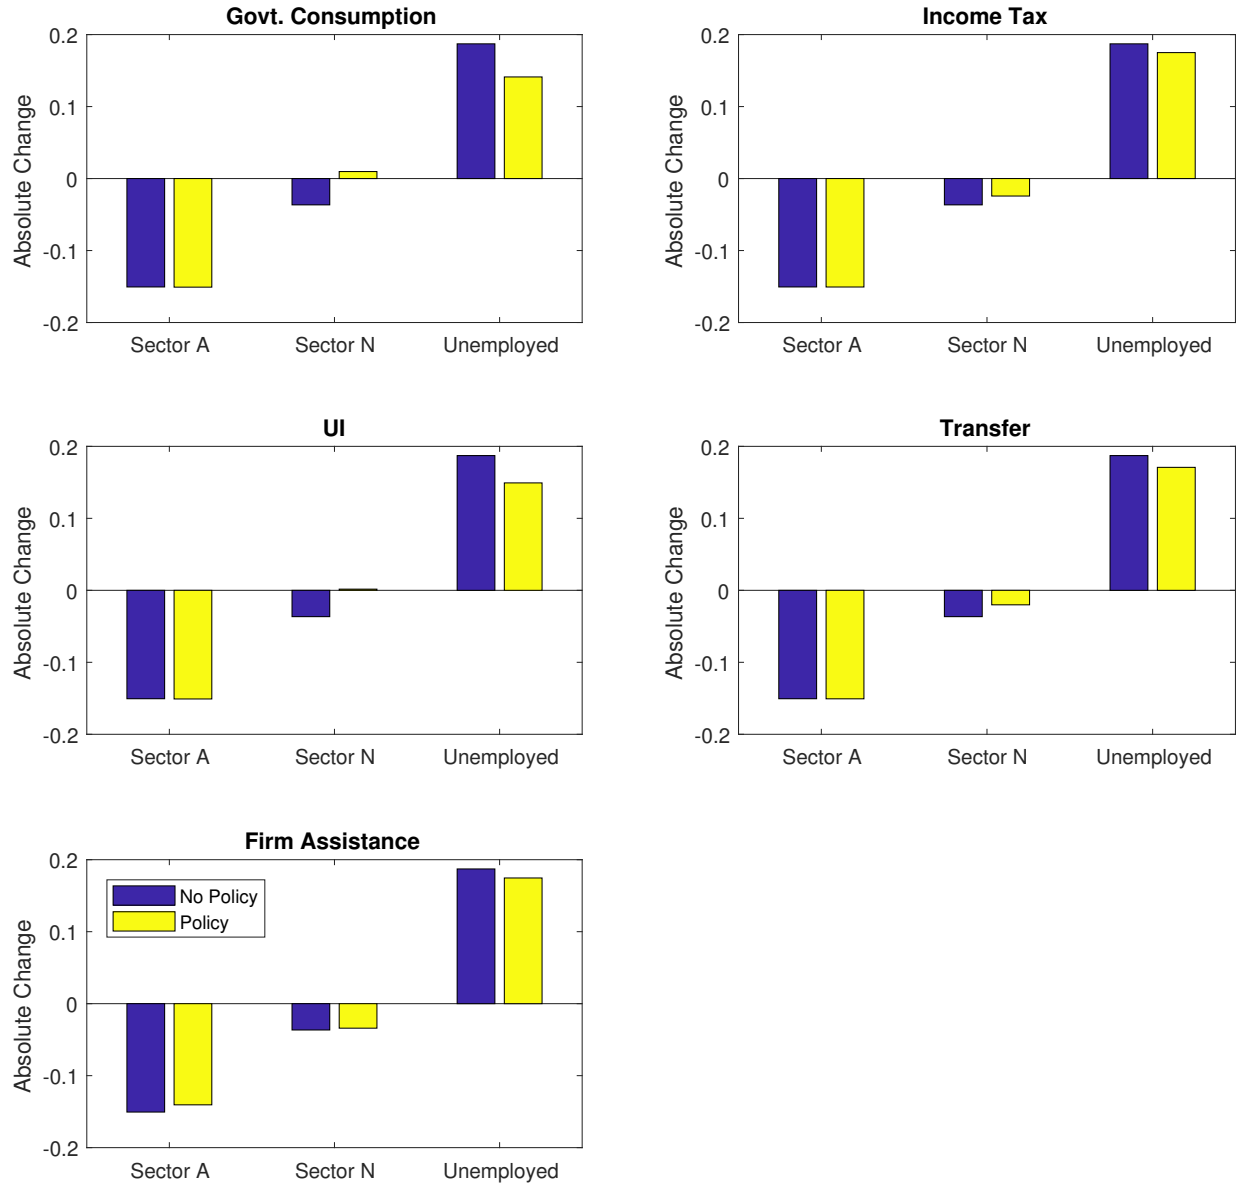 Govt. Consumption
0.2
0.1
0
-0.1
-0.2
Absolute Change
Sector A
Sector N
Unemployed
Income Tax
0.2
0.1
0
-0.1
-0.2
Absolute Change
Sector A
Sector N
Unemployed
UI
0.2
0.1
0
-0.1
-0.2
Absolute Change
Sector A
Sector N
Unemployed
Transfer
0.2
0.1
0
-0.1
-0.2
Absolute Change
Sector A
Sector N
Unemployed
Firm Assistance
0.2
0.1
0
-0.1
-0.2
Absolute Change
No Policy
Policy
Sector A
Sector N
Unemployed